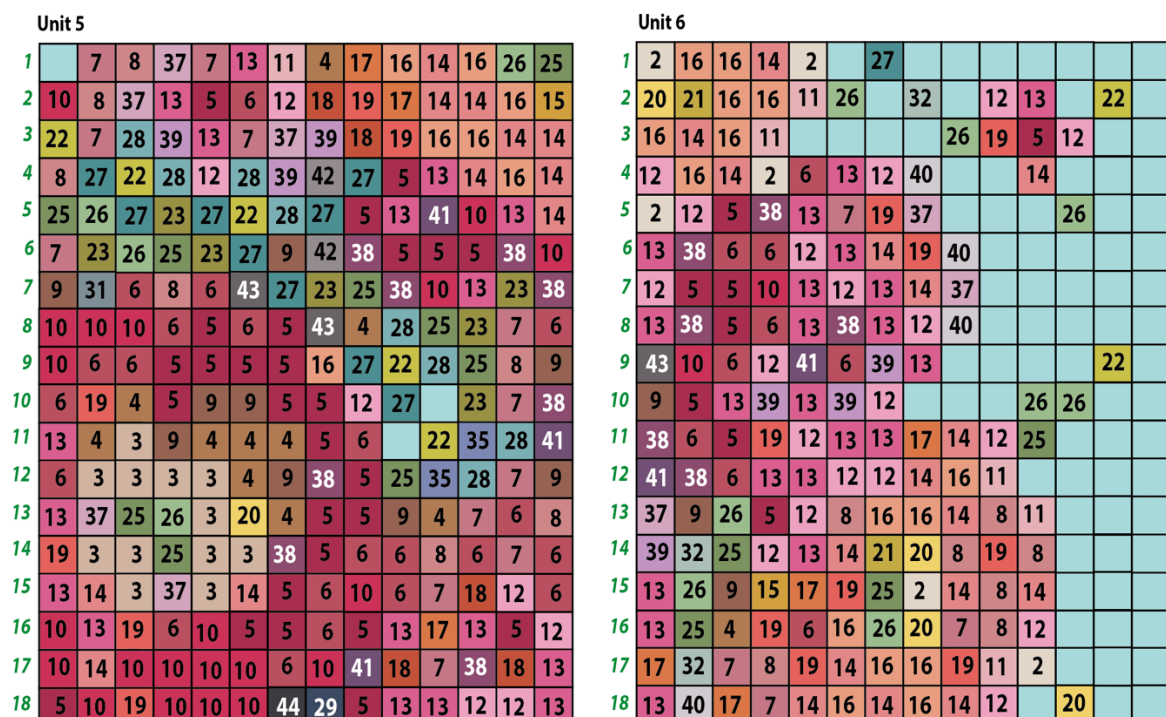 Unit 5
1 7 8 37 7 13 11 4 17 16 14 16 26 25
2 10 8 37 13 5 6 12 18 19 17 14 14 16 15
3 22 7 28 39 13 7 37 39 18 19 16 16 14 14
4 8 27 22 28 12 28 39 42 27 5 13 14 16 14
5 25 26 27 23 27 22 28 27 5 13 41 10 13 14
6 7 23 26 25 23 27 9 42 38 5 5 5 38 10
7 9 31 6 8 6 43 27 23 25 38 10 13 23 38
8 10 10 10 6 5 6 5 43 4 28 25 23 7 6
9 10 6 6 5 5 5 5 16 27 22 28 25 8 9
10 6 19 4 5 9 9 5 5 12 27 23 7 38
11 13 4 3 9 4 4 4 5 6 22 35 28 41
12 6 3 3 3 3 4 9 38 5 25 35 28 7 9
13 13 37 25 26 3 20 4 5 5 9 4 7 6 8
14 19 3 3 25 3 3 38 5 6 6 8 6 7 6
15 13 14 3 37 3 14 5 6 10 6 7 18 12 6
16 10 13 19 6 10 5 5 6 5 13 17 13 5 12
17 10 14 10 10 10 10 6 10 41 18 7 38 18 13
18 5 10 19 10 10 10 44 29 5 13 13 12 12 13
Unit 6
1 2 16 16 14 2 27
2 20 21 16 16 11 26 32 12 13 22
3 16 14 16 11 26 19 5 12
4 12 16 14 2 6 13 12 40 14
5 2 12 5 38 13 7 19 37 26
6 13 38 6 6 12 13 14 19 40
7 12 5 5 10 13 12 13 14 37
8 13 38 5 6 13 38 13 12 40
9 43 10 6 12 41 6 39 13 22
10 9 5 13 39 13 39 12 26 26
11 38 6 5 19 12 13 13 17 14 12 25
12 41 38 6 13 13 12 12 14 16 11
13 37 9 26 5 12 8 16 16 14 8 11
14 39 32 25 12 13 14 21 20 8 19 8
15 13 26 9 15 17 19 25 2 14 8 14
16 13 25 4 19 6 16 26 20 7 8 12
17 17 32 7 8 19 14 16 16 19 11 2
18 13 40 17 7 14 16 14 16 14 12 20